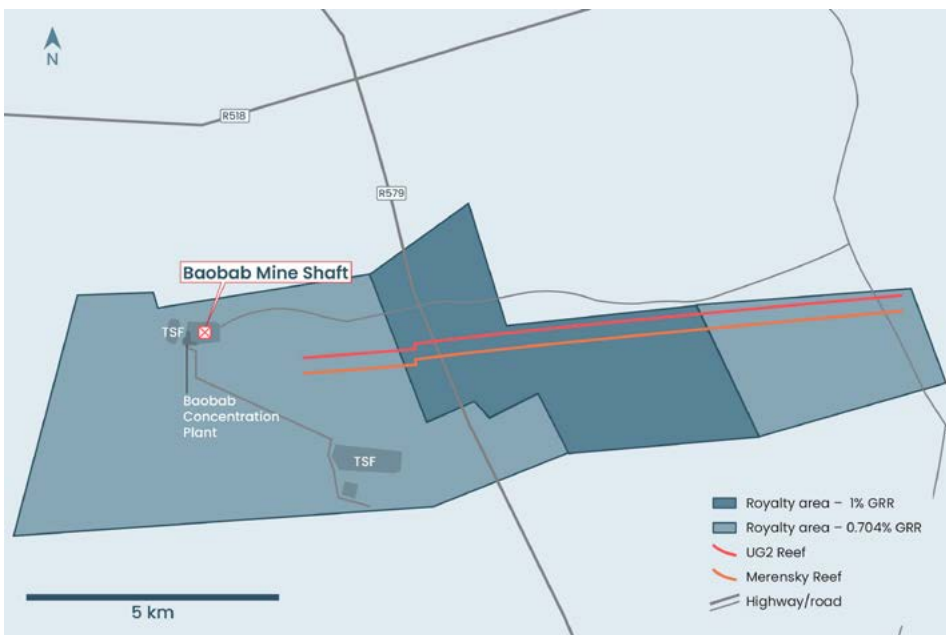 N
R518
R579
Baobab Mine Shaft
TSF
Baobab
Concentration
Plant
TSF
Royalty area – 1% GRR
Royalty area – 0.704% GRR
UG2 Reef
Merensky Reef
Highway/road
5 km